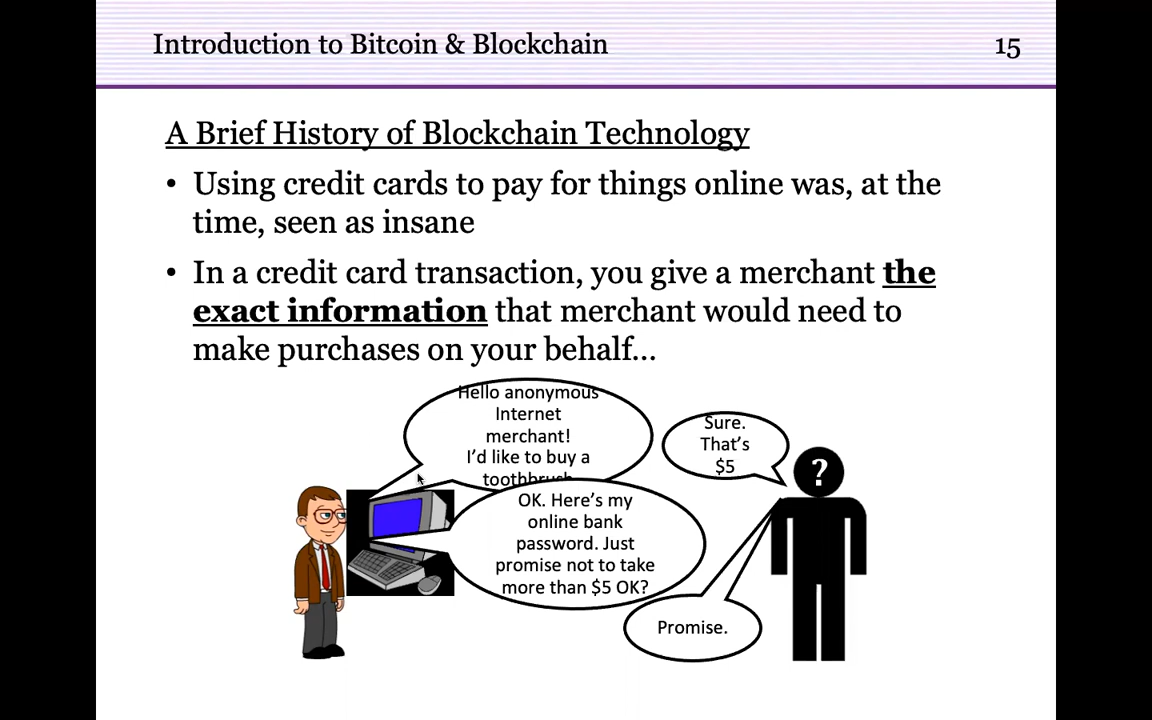 Introduction to Bitcoin & Blockchain
15
A Brief History of Blockchain Technology
• Using credit cards to pay for things online was, at the
time, seen as insane
• In a credit card transaction, you give a merchant the
exact information that merchant would need to
make purchases on your behalf…
Hello anonymous
Internet
merchant!
I'd like to buy a
toothbrush
Sure.
That's
$5
?
OK. Here's my
online bank
password. Just
promise not to take
more than $5 OK?
Promise.